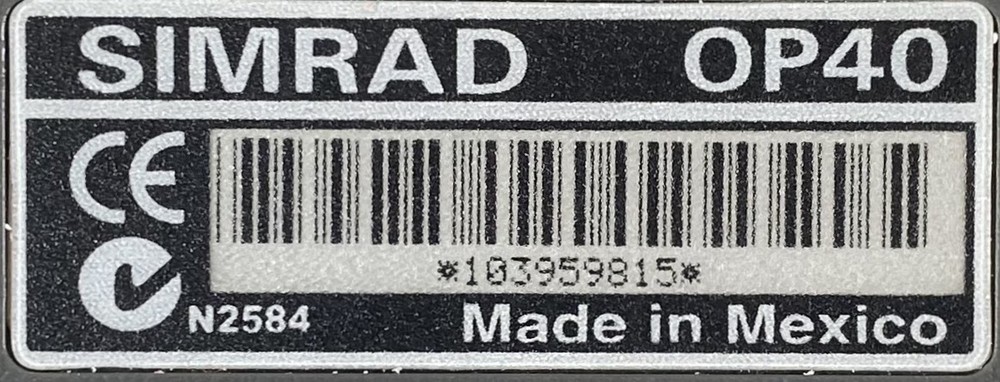 SIMRAD OP40
CE
*103959815*
N2584 Made in Mexico